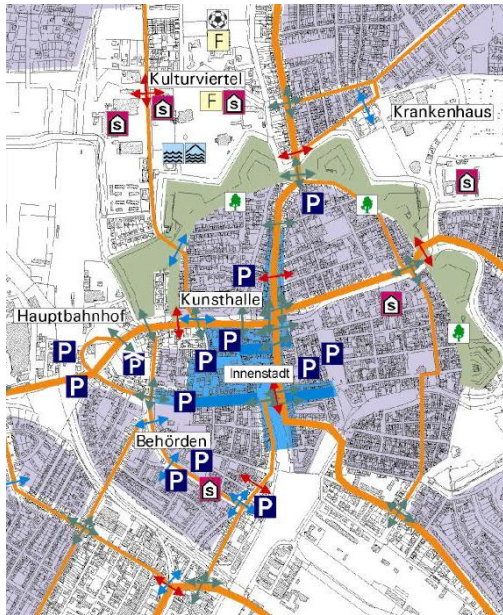 F
Kulturviertel
F
S
S
S
Krankenhaus
S
P
P
Kunsthalle
S
Hauptbahnhof
P
P
P
P
P
Innenstadt
P
P
P
P
Behörden
P
P
S
P